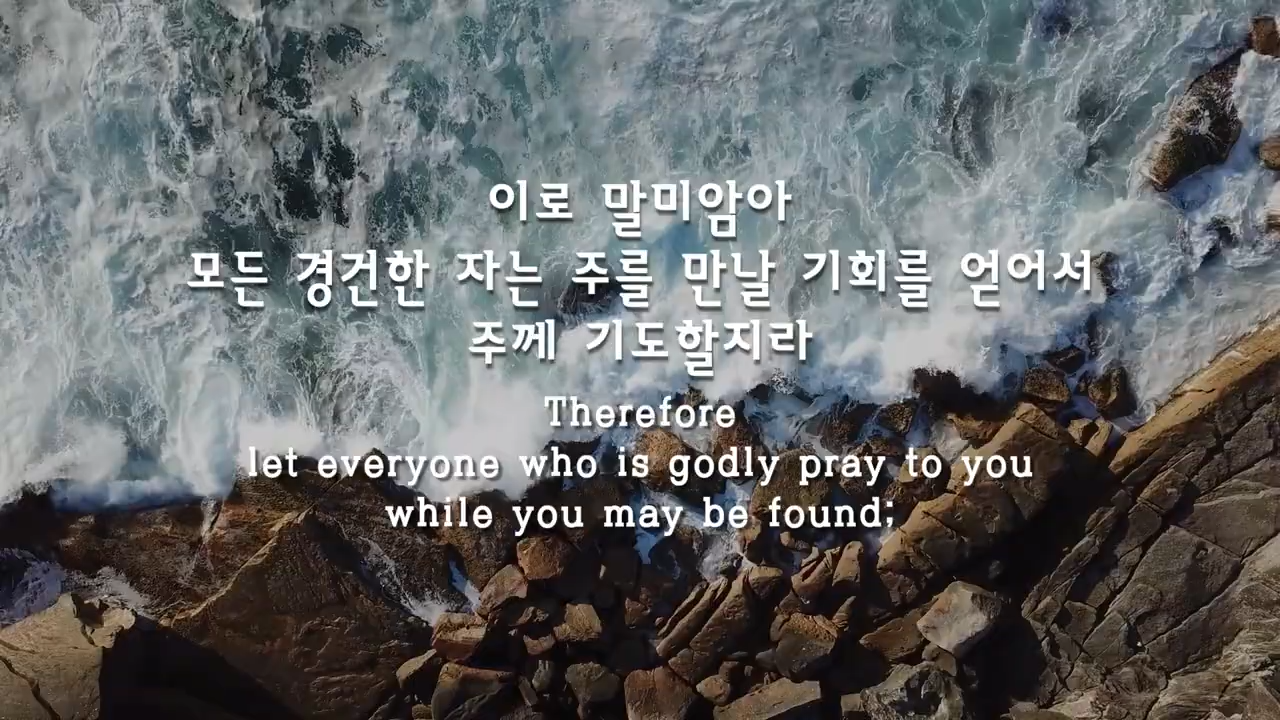 이로 말미암아
모든 경건한 자는 주를 만날 기회를 얻어서
주께 기도할지라
Therefore
let everyone who is godly pray to you
while you may be found;